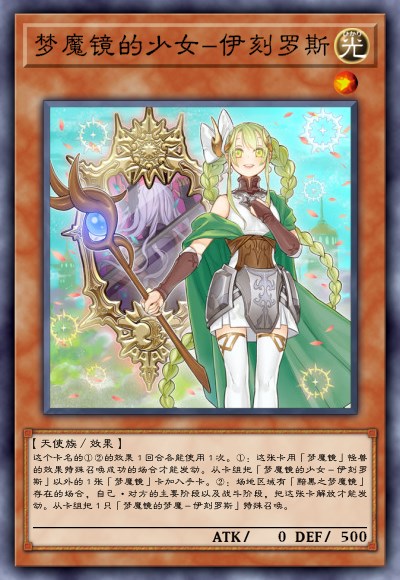 梦魔镜的少女-伊刻罗斯
ひかり
光
【天使族/效果】
这个卡名的①②的效果1回合各能使用1次。①：这张卡用「梦魔镜」怪兽
的效果特殊召唤成功的场合才能发动。从卡组把「梦魔镜的少女-伊刻罗
斯」以外的1张「梦魔镜」卡加入手卡。②：场地区域有「黯黑之梦魔镜」
存在的场合，自己·对方的主要阶段以及战斗阶段，把这张卡解放才能发
动。从卡组把1只「梦魔镜的梦魔-伊刻罗斯」特殊召唤。
ATK/ 0 DEF/ 500